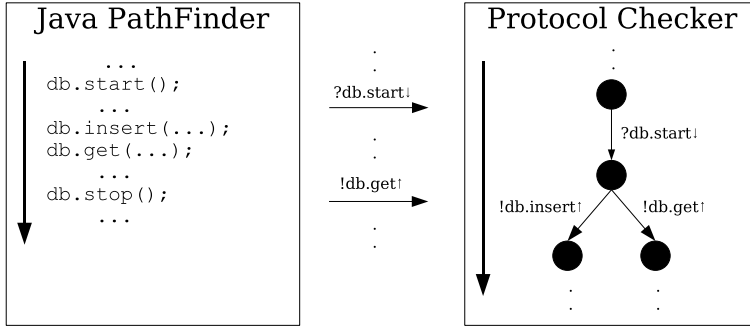 Java PathFinder
...
db.start();
...
db.insert(...);
db.get(...);
...
db.stop();
...
.
.
?db.start↓
.
.
!db.get↑
.
.
Protocol Checker
.
.
?db.start↓
!db.insert↑ !db.get↑
. .
. .